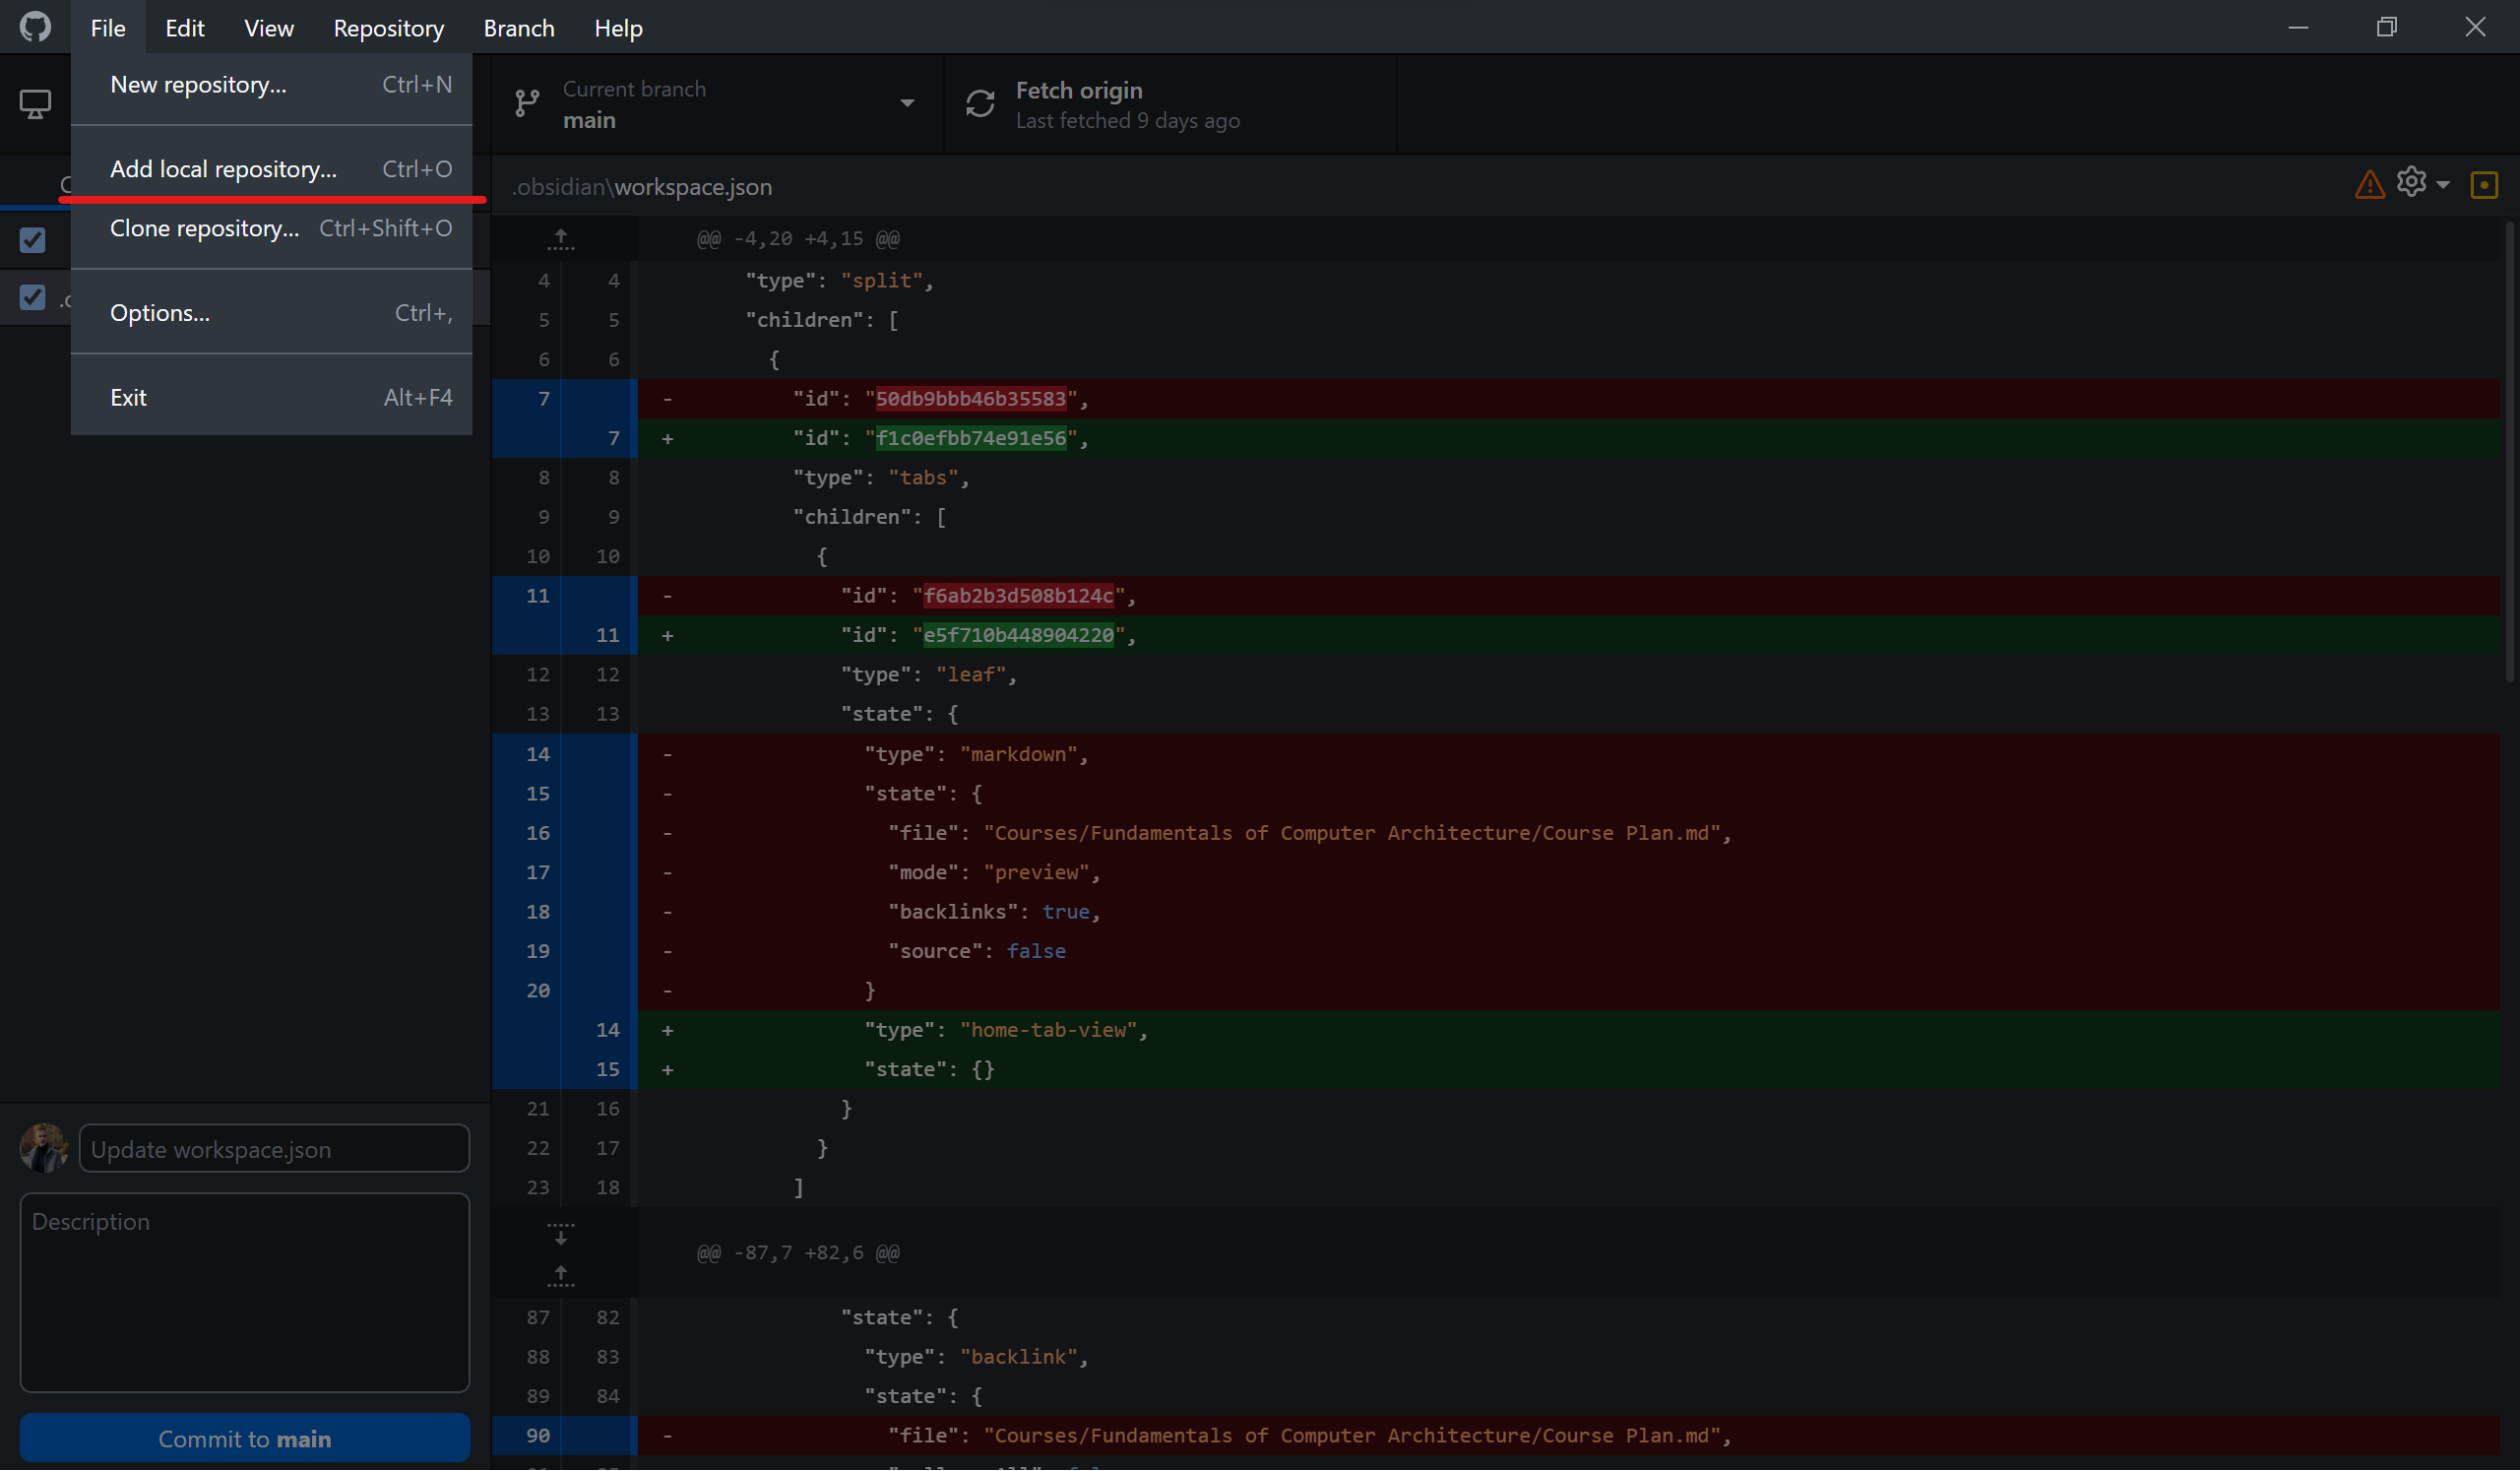 File Edit View Repository Branch Help
New repository... Ctrl+N
Add local repository... Ctrl+O
Clone repository... Ctrl+Shift+O
Options... Ctrl+,
Exit Alt+F4
Current branch
main
Fetch origin
Last fetched 9 days ago
.obsidian\workspace.json
@@ -4,20 +4,15 @@
4 4 "type": "split",
5 5 "children": [
6 6 {
7 - "id": "50db9bbb46b35583",
7 + "id": "f1c0efbb74e91e56",
8 8 "type": "tabs",
9 9 "children": [
10 10 {
11 - "id": "f6ab2b3d508b124c",
11 + "id": "e5f710b448904220",
12 12 "type": "leaf",
13 13 "state": {
14 - "type": "markdown",
15 - "state": {
16 - "file": "Courses/Fundamentals of Computer Architecture/Course Plan.md",
17 - "mode": "preview",
18 - "backlinks": true,
19 - "source": false
20 - }
14 + "type": "home-tab-view",
15 + "state": {}
21 16 }
22 17 }
23 18 ]
@@ -87,7 +82,6 @@
87 82 "state": {
88 83 "type": "backlink",
89 84 "state": {
90 - "file": "Courses/Fundamentals of Computer Architecture/Course Plan.md",
Update workspace.json
Description
Commit to main